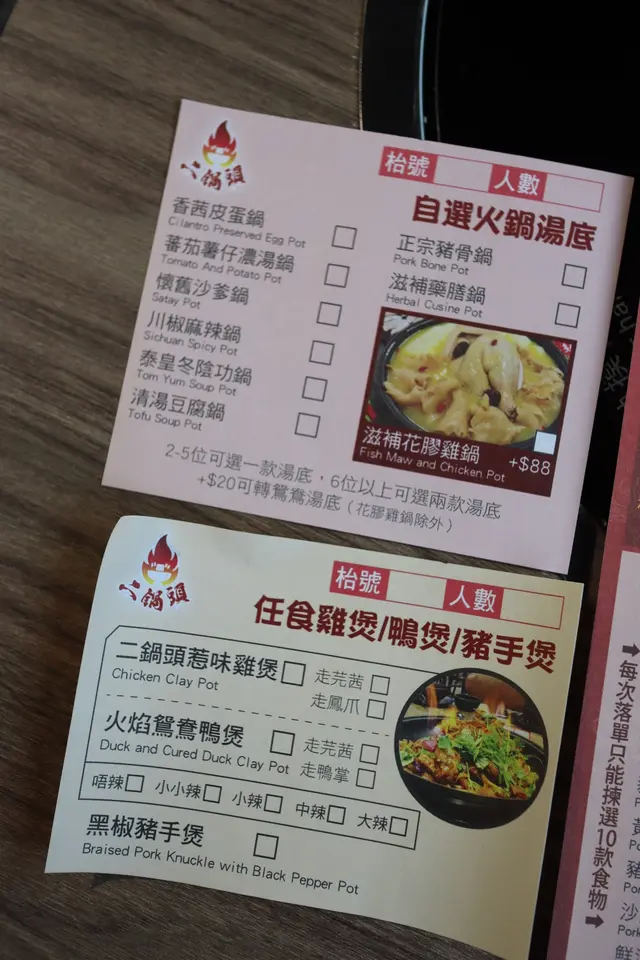 二鍋頭
枱號
人數
自選火鍋湯底
香茜皮蛋鍋
Cilantro Preserved Egg Pot
蕃茄薯仔濃湯鍋
Tomato And Potato Pot
懷舊沙爹鍋
Satay Pot
川椒麻辣鍋
Sichuan Spicy Pot
泰皇冬陰功鍋
Tom Yum Soup Pot
清湯豆腐鍋
Tofu Soup Pot
正宗豬骨鍋
Pork Bone Pot
滋補藥膳鍋
Herbal Cusine Pot
滋補花膠雞鍋
Fish Maw and Chicken Pot
+$88
2-5位可選一款湯底，6位以上可選兩款湯底
+$20可轉鴛鴦湯底（花膠雞鍋除外）
二鍋頭
枱號
人數
任食雞煲/鴨煲/豬手煲
二鍋頭惹味雞煲
Chicken Clay Pot
走芫茜
走鳳爪
火焰鴛鴦鴨煲
Duck and Cured Duck Clay Pot
走芫茜
走鴨掌
唔辣 小小辣 小辣 中辣 大辣
黑椒豬手煲
Braised Pork Knuckle with Black Pepper Pot
➡每次落單只能揀選10款食物➡